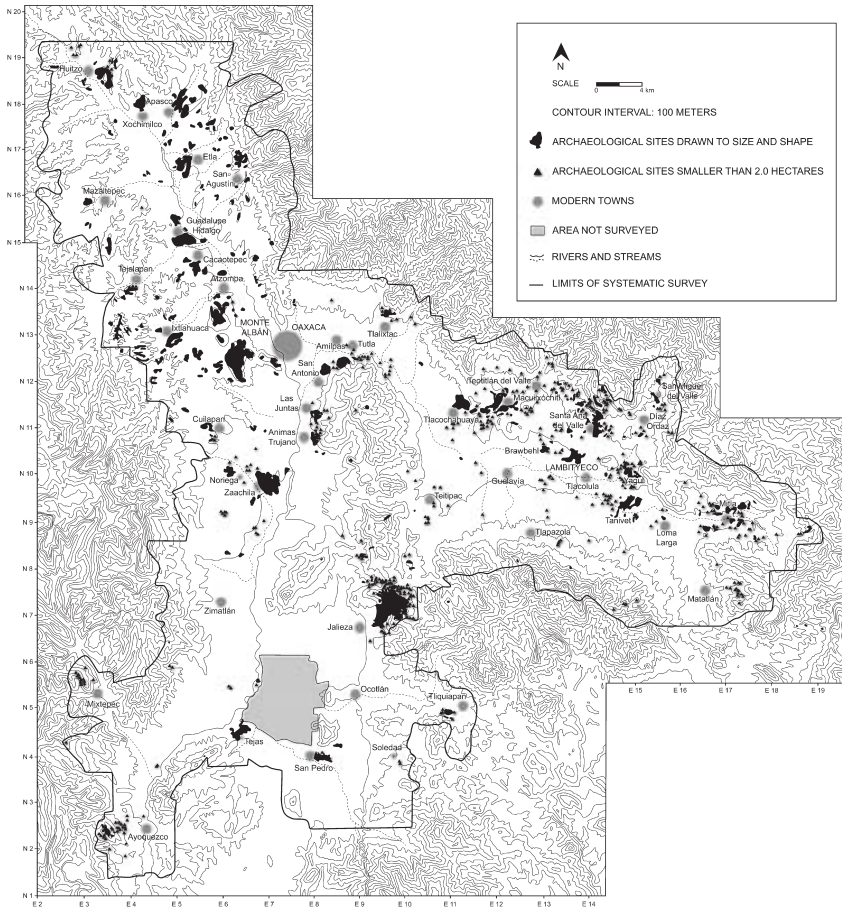 N 20
N 19
N 18
N 17
N 16
N 15
N 14
N 13
N 12
N 11
N 10
N 9
N 8
N 7
N 6
N 5
N 4
N 3
N 2
N 1
E 2
E 3
E 4
E 5
E 6
E 7
E 8
E 9
E 10
E 11
E 12
E 13
E 14
E 15
E 16
E 17
E 18
E 19
N
SCALE
0
4 km
CONTOUR INTERVAL: 100 METERS
ARCHAEOLOGICAL SITES DRAWN TO SIZE AND SHAPE
ARCHAEOLOGICAL SITES SMALLER THAN 2.0 HECTARES
MODERN TOWNS
AREA NOT SURVEYED
RIVERS AND STREAMS
LIMITS OF SYSTEMATIC SURVEY
Huitzo
Apasco
Xochimilco
Etla
San
Agustín
Mazaltepec
Guadalupe
Hidalgo
Cacaotepec
Tejalapan
Atzompa
Ixtlahuaca
MONTE
ALBÁN
OAXACA
Amilpas
Tlalixtac
Tutla
San
Antonio
Las
Juntas
Cuilapan
Animas
Trujano
Noriega
Zaachila
Teotitlán del Valle
Macuilxóchitl
Tlacochahuaya
Santa Ana
del Valle
San Miguel
del Valle
Díaz
Ordaz
Brawbehl
LAMBITYECO
Guelavía
Tlacolula
Yagul
Teitipac
Tanivet
Mitla
Loma
Larga
Tlapazola
Matatlán
Zimatlán
Jalieza
Mixtepec
Ocotlán
Tliquiapan
Tejas
San Pedro
Soledad
Ayoquezco